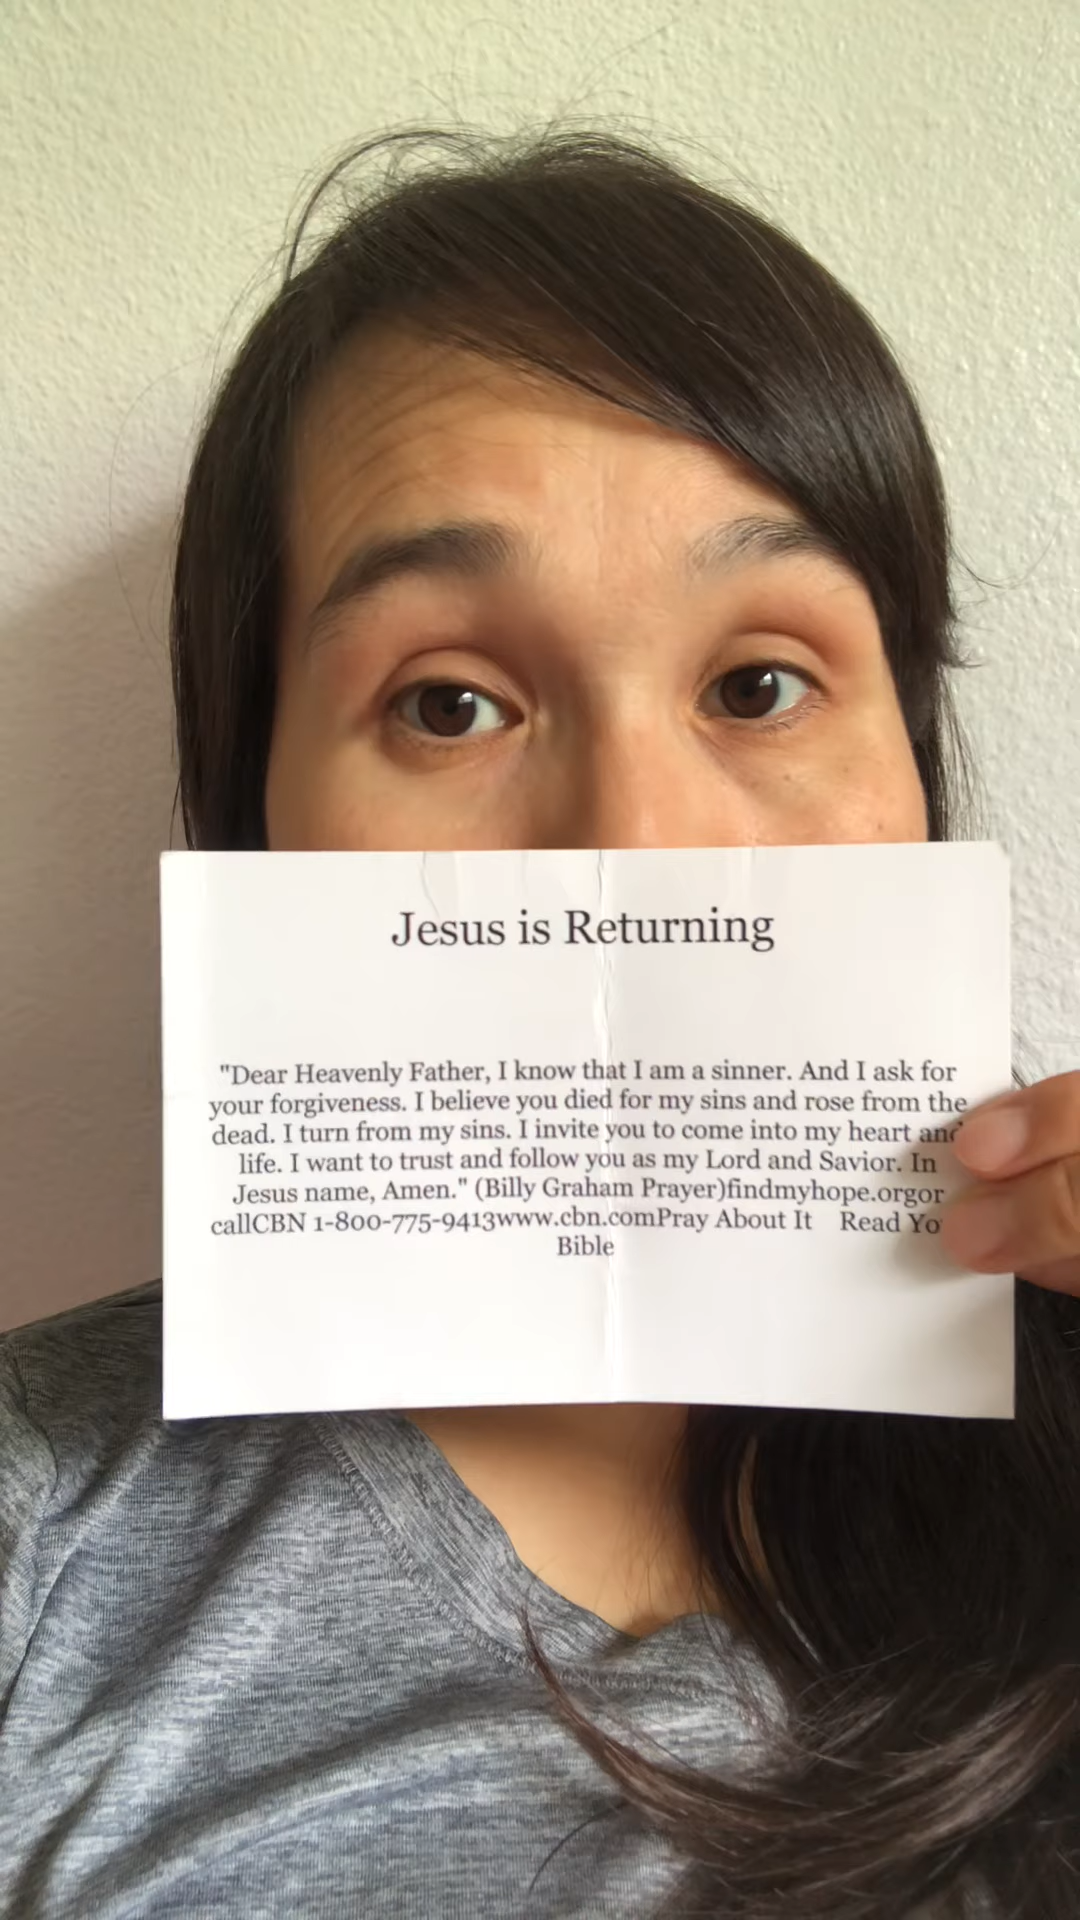 Jesus is Returning
"Dear Heavenly Father, I know that I am a sinner. And I ask for
your forgiveness. I believe you died for my sins and rose from the
dead. I turn from my sins. I invite you to come into my heart and
life. I want to trust and follow you as my Lord and Savior. In
Jesus name, Amen." (Billy Graham Prayer)findmyhope.orgor
callCBN 1-800-775-9413www.cbn.comPray About It    Read
Bible